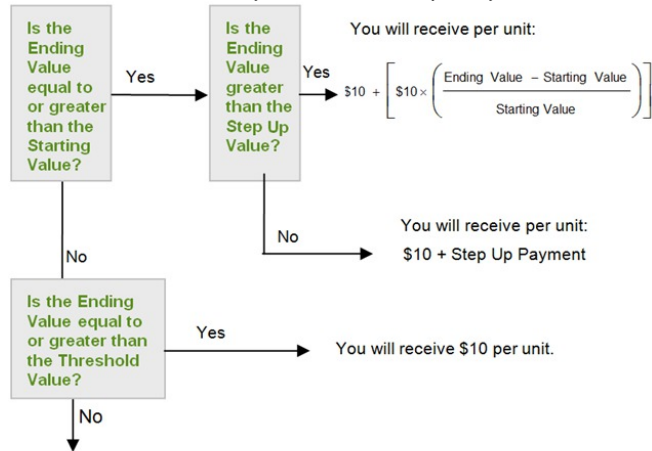 Is the
Ending
Value
equal to
or greater
than the
Starting
Value?
Yes
Is the
Ending
Value
greater
than the
Step Up
Value?
Yes
You will receive per unit:
$10 + [ $10 × ( Ending Value – Starting Value
Starting Value ) ]
No
You will receive per unit:
$10 + Step Up Payment
No
Is the Ending
Value equal to
or greater than
the Threshold
Value?
Yes
You will receive $10 per unit.
No